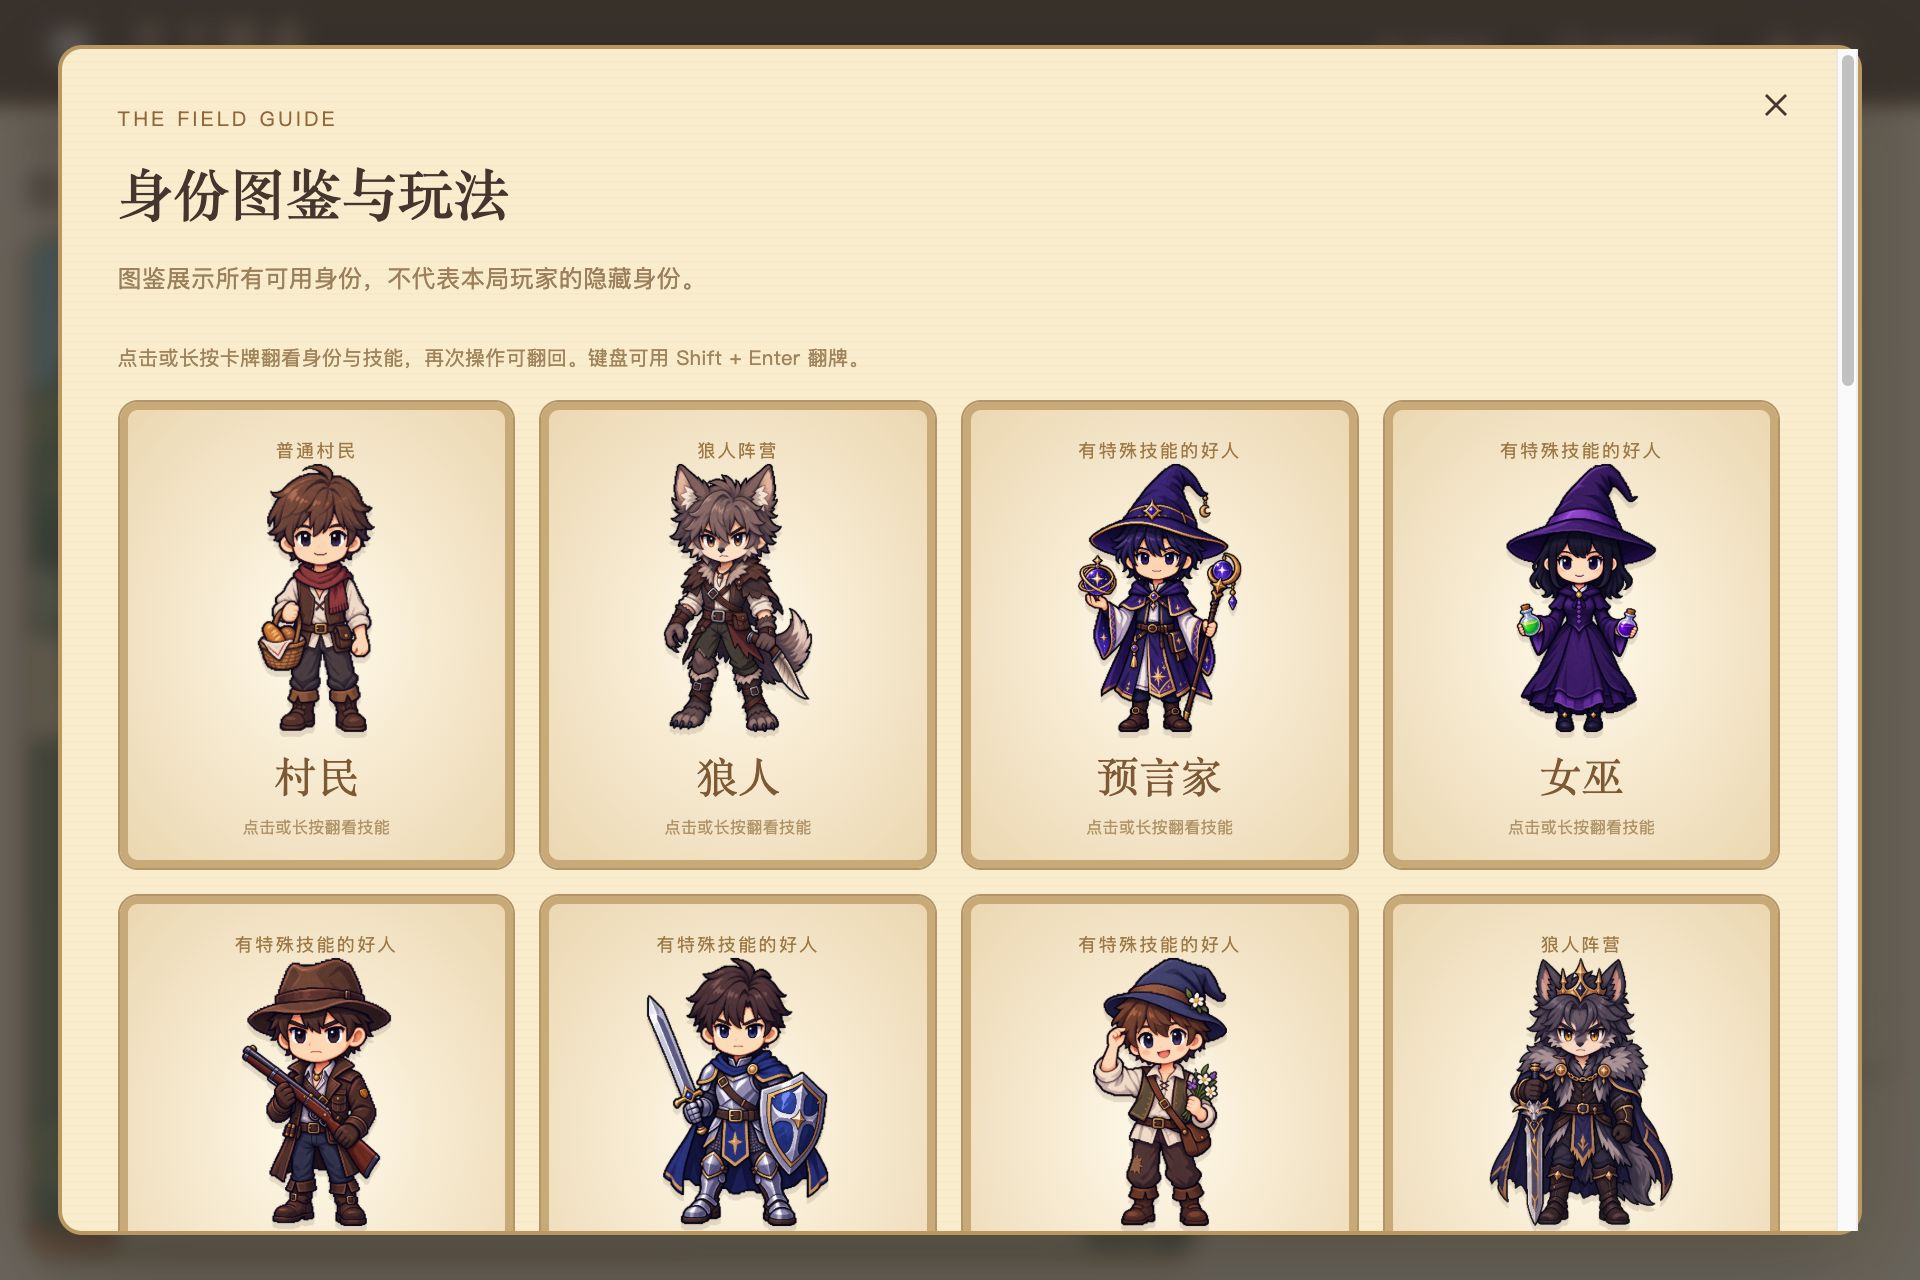 THE FIELD GUIDE
身份图鉴与玩法
图鉴展示所有可用身份，不代表本局玩家的隐藏身份。
点击或长按卡牌翻看身份与技能，再次操作可翻回。键盘可用 Shift + Enter 翻牌。
普通村民
村民
点击或长按翻看技能
狼人阵营
狼人
点击或长按翻看技能
有特殊技能的好人
预言家
点击或长按翻看技能
有特殊技能的好人
女巫
点击或长按翻看技能
有特殊技能的好人
有特殊技能的好人
有特殊技能的好人
狼人阵营